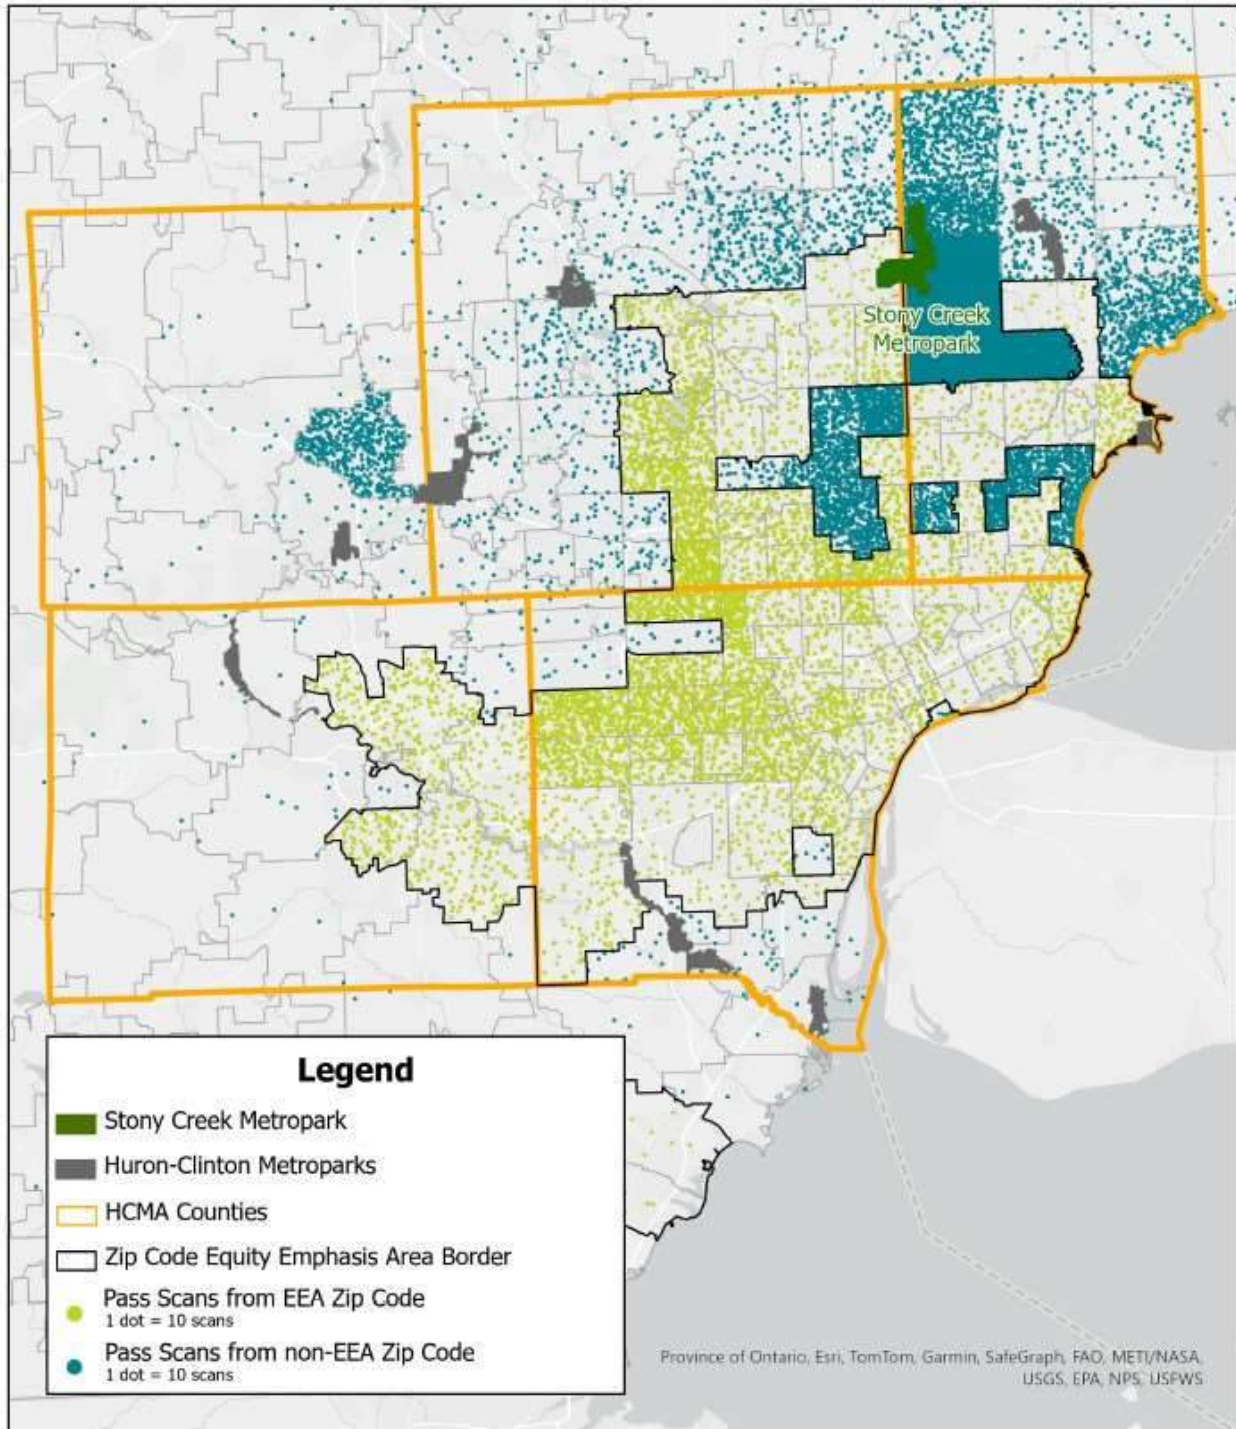 Stony Creek
Metropark
Legend
Stony Creek Metropark
Huron-Clinton Metroparks
HCMA Counties
Zip Code Equity Emphasis Area Border
Pass Scans from EEA Zip Code
1 dot = 10 scans
Pass Scans from non-EEA Zip Code
1 dot = 10 scans
Province of Ontario, Esri, TomTom, Garmin, SafeGraph, FAO, METI/NASA,
USGS, EPA, NPS, USFWS